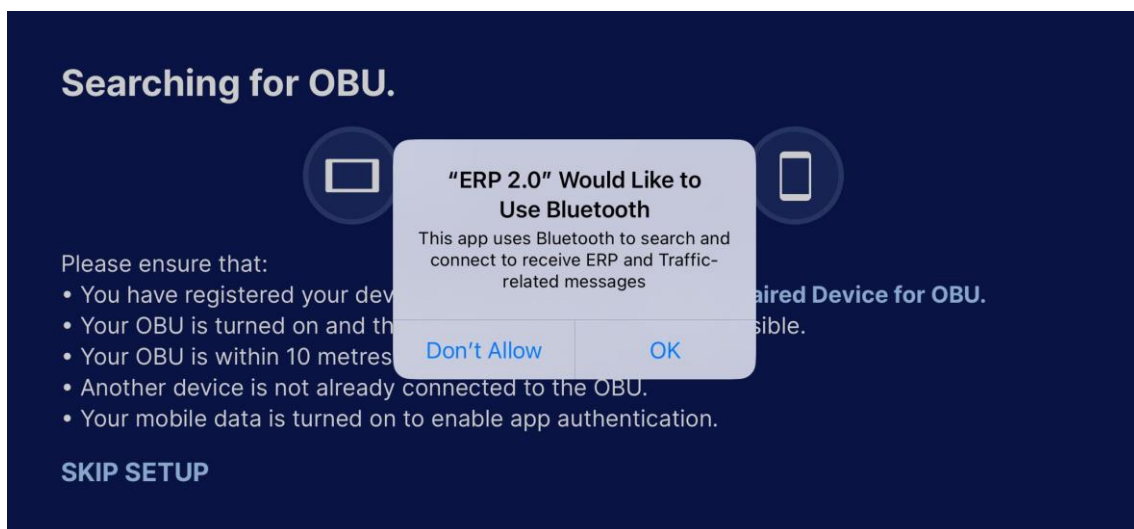 Searching for OBU.
“ERP 2.0” Would Like to
Use Bluetooth
This app uses Bluetooth to search and
connect to receive ERP and Traffic-
related messages
Don’t Allow
OK
Please ensure that:
• You have registered your
aired Device for OBU.
• Your OBU is turned on and
• Your OBU is within 10 metres
• Another device is not already connected to the OBU.
• Your mobile data is turned on to enable app authentication.
SKIP SETUP